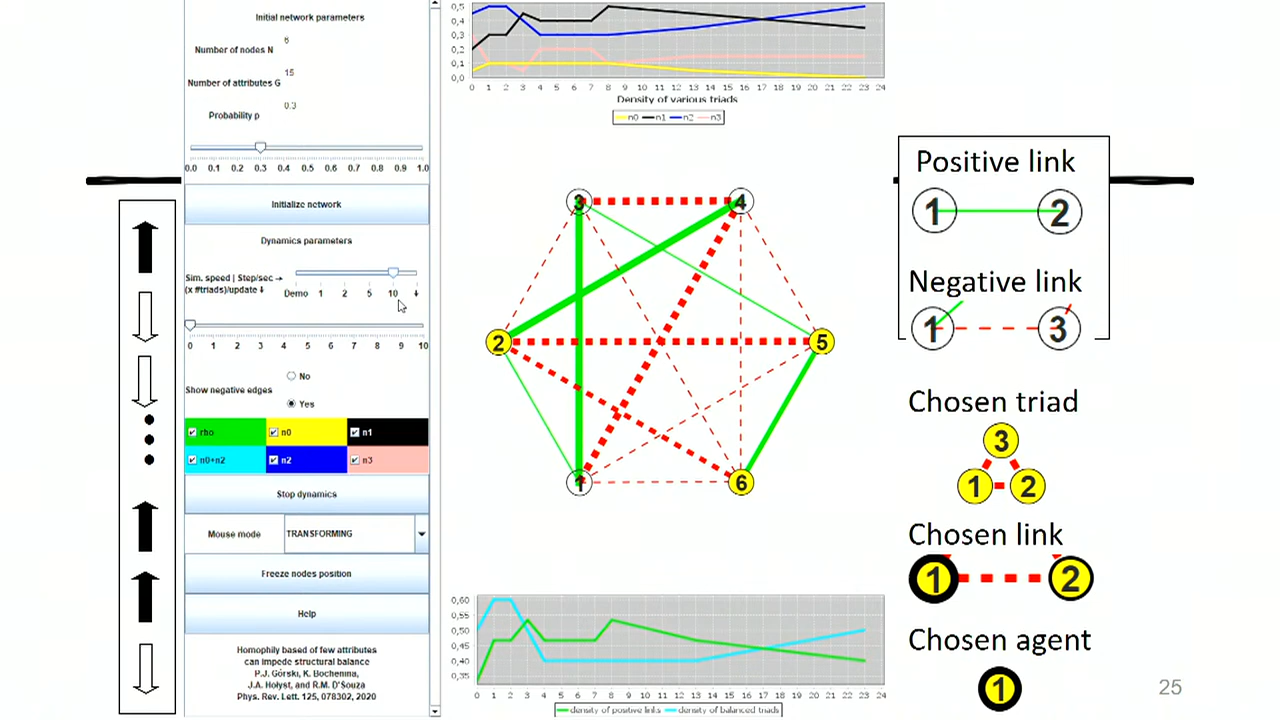 Initial network parameters
Number of nodes N
6
Number of attributes G
15
Probability p
0.3
0.0 0.1 0.2 0.3 0.4 0.5 0.6 0.7 0.8 0.9 1.0
Initialize network
Dynamics parameters
Sim. speed | Step/sec →
(x #triads)/update ↓
Demo 1 2 5 10 ↓
0 1 2 3 4 5 6 7 8 9 10
Show negative edges
No
Yes
rho n0 n1
n0+n2 n2 n3
Stop dynamics
Mouse mode TRANSFORMING
Freeze nodes position
Help
Homophily based of few attributes
can impede structural balance
P.J. Górski, K. Bochenina,
J.A. Hołyst, and R.M. D'Souza
Phys. Rev. Lett. 125, 078302, 2020
0,5
0,4
0,3
0,2
0,1
0,0
0 1 2 3 4 5 6 7 8 9 10 11 12 13 14 15 16 17 18 19 20 21 22 23 24
Density of various triads
n0 n1 n2 n3
3 4
2 5
1 6
0,60
0,55
0,50
0,45
0,40
0,35
0 1 2 3 4 5 6 7 8 9 10 11 12 13 14 15 16 17 18 19 20 21 22 23 24
density of positive links density of balanced triads
Positive link
1 2
Negative link
1 3
Chosen triad
3
1 2
Chosen link
1 2
Chosen agent
1
25